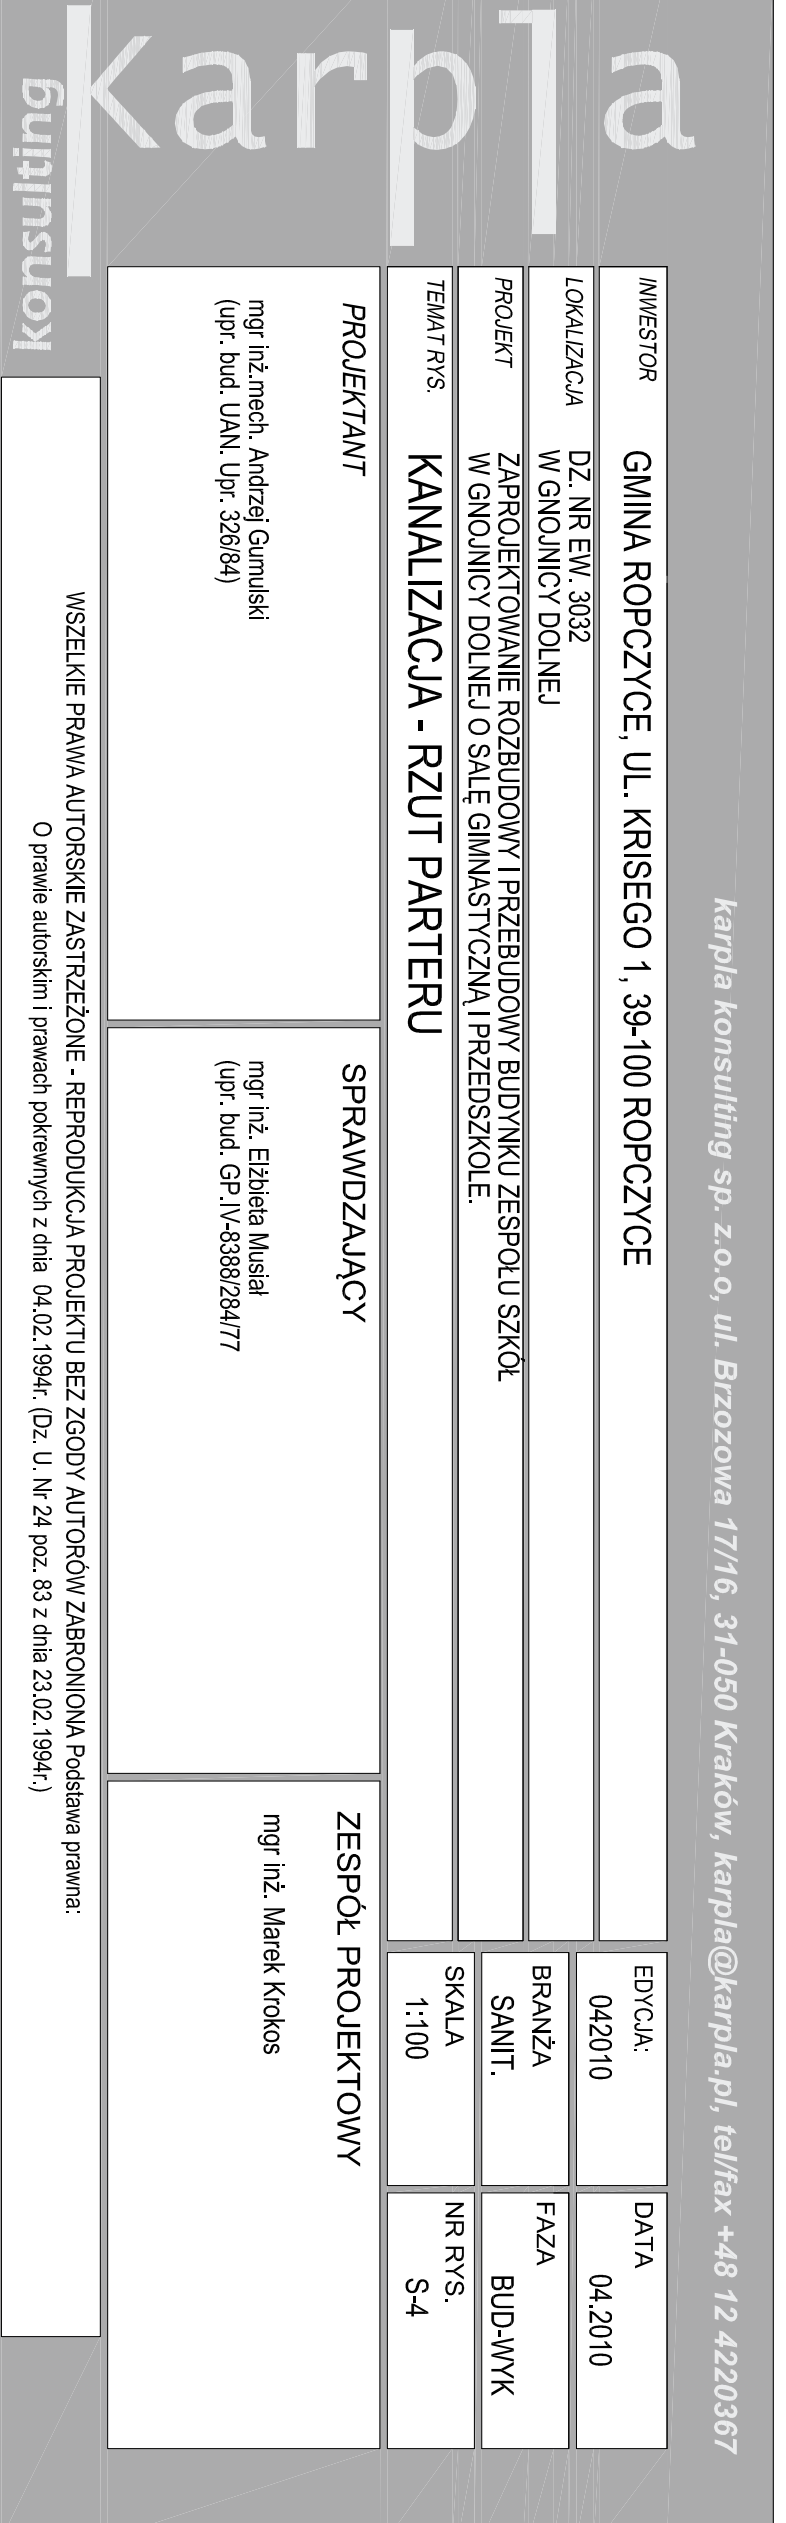 karpla
konsulting
karpla konsulting sp. z.o.o, ul. Brzozowa 17/16, 31-050 Kraków, karpla@karpla.pl, tel/fax +48 12 4220367
INWESTOR
GMINA ROPCZYCE, UL. KRISEGO 1, 39-100 ROPCZYCE
LOKALIZACJA
DZ. NR EW. 3032
W GNOJNICY DOLNEJ
PROJEKT
ZAPROJEKTOWANIE ROZBUDOWY I PRZEBUDOWY BUDYNKU ZESPOŁU SZKÓŁ
W GNOJNICY DOLNEJ O SALĘ GIMNASTYCZNĄ I PRZEDSZKOLE.
TEMAT RYS.
KANALIZACJA - RZUT PARTERU
EDYCJA:
042010
DATA
04.2010
BRANŻA
SANIT.
FAZA
BUD-WYK
SKALA
1:100
NR RYS.
S-4
PROJEKTANT
mgr inż.mech. Andrzej Gumulski
(upr. bud. UAN. Upr. 326/84)
SPRAWDZAJĄCY
mgr inż. Elżbieta Musiał
(upr. bud. GP.IV-8388/284/77
ZESPÓŁ PROJEKTOWY
mgr inż. Marek Krokos
WSZELKIE PRAWA AUTORSKIE ZASTRZEŻONE - REPRODUKCJA PROJEKTU BEZ ZGODY AUTORÓW ZABRONIONA Podstawa prawna:
O prawie autorskim i prawach pokrewnych z dnia 04.02.1994r. (Dz. U. Nr 24 poz. 83 z dnia 23.02.1994r.)